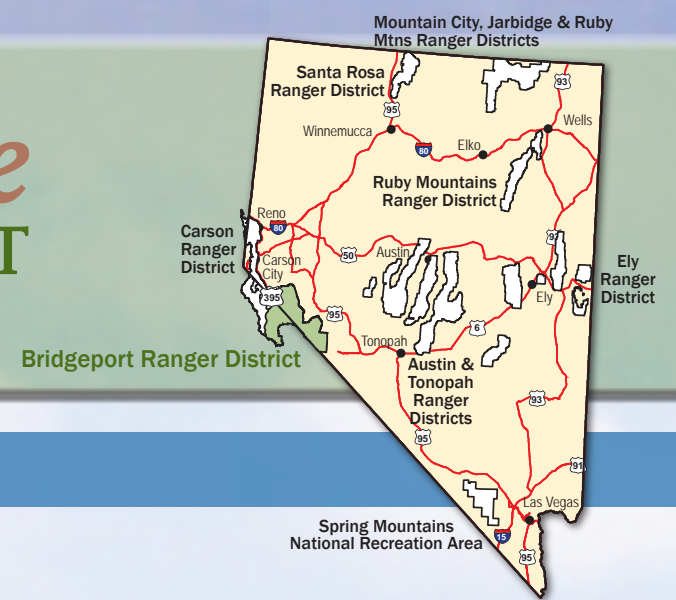 Mountain City, Jarbidge & Ruby
Mtns Ranger Districts
Santa Rosa
Ranger District
93
95
Winnemucca
Wells
80
Elko
e
Ruby Mountains
Ranger District
Reno
80
Carson
Ranger
District
T
93
50
Austin
Carson
City
Ely
Ranger
District
395
Ely
95
6
Tonopah
Bridgeport Ranger District
Austin &
Tonopah
Ranger
Districts
93
95
91
Las Vegas
Spring Mountains
National Recreation Area
15
95